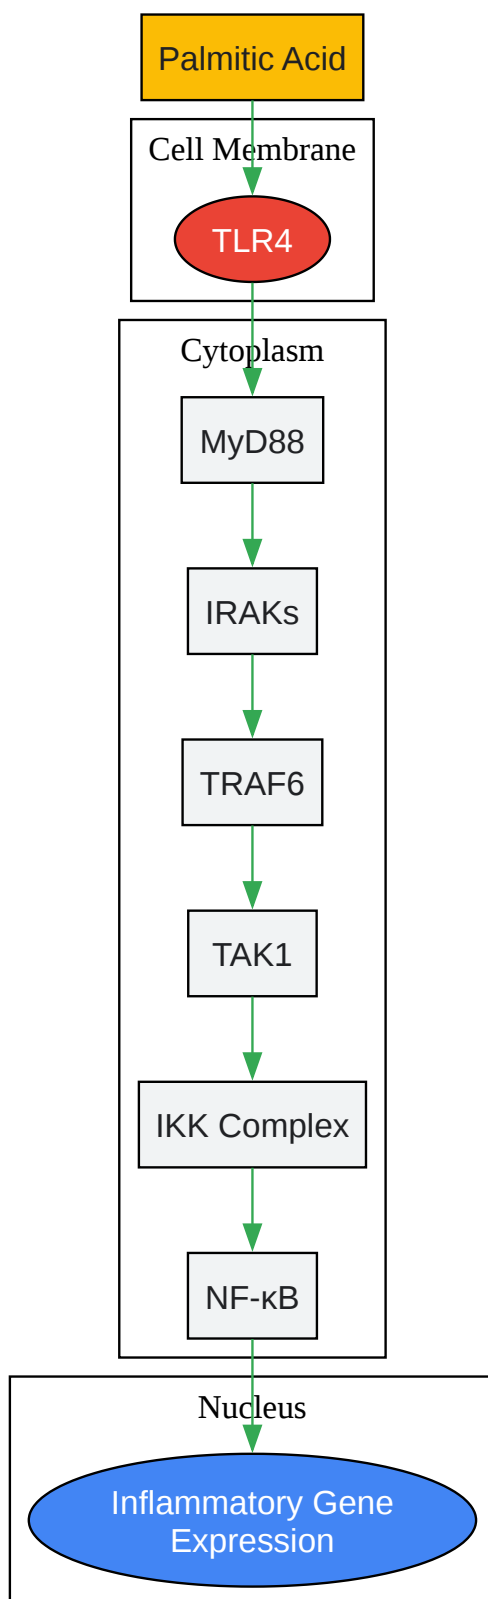 Palmitic Acid
Cell Membrane
TLR4
Cytoplasm
MyD88
IRAKs
TRAF6
TAK1
IKK Complex
NF-κB
Nucleus
Inflammatory Gene
Expression